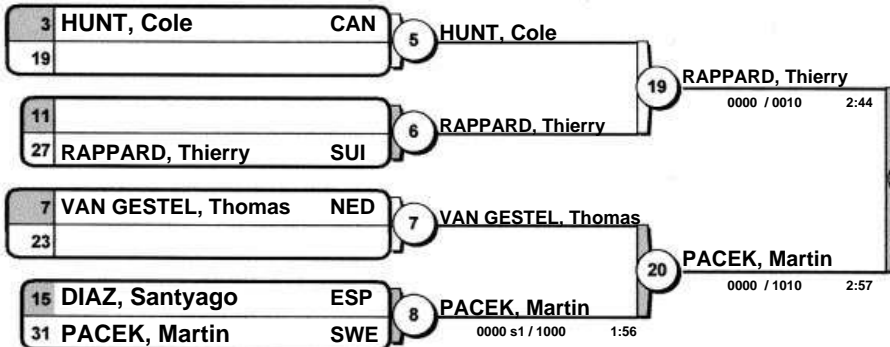 3 HUNT, Cole CAN
19
5 HUNT, Cole
11
27 RAPPARD, Thierry SUI
6 RAPPARD, Thierry
19 RAPPARD, Thierry
0000 / 0010 2:44
7 VAN GESTEL, Thomas NED
23
7 VAN GESTEL, Thomas
15 DIAZ, Santyago ESP
31 PACEK, Martin SWE
8 PACEK, Martin
0000 s1 / 1000 1:56
20 PACEK, Martin
0000 / 1010 2:57